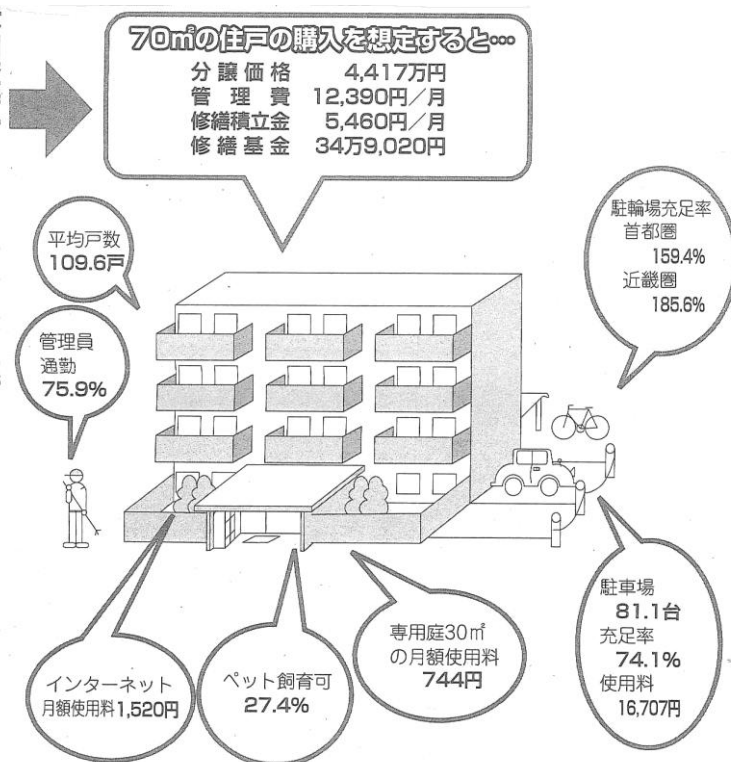 70㎡の住戸の購入を想定すると…
分譲価格 4,417万円
管理費 12,390円／月
修繕積立金 5,460円／月
修繕基金 34万9,020円
平均戸数
109.6戸
管理員
通勤
75.9%
駐輪場充足率
首都圏
159.4%
近畿圏
185.6%
インターネット
月額使用料1,520円
ペット飼育可
27.4%
専用庭30㎡
の月額使用料
744円
駐車場
81.1台
充足率
74.1%
使用料
16,707円